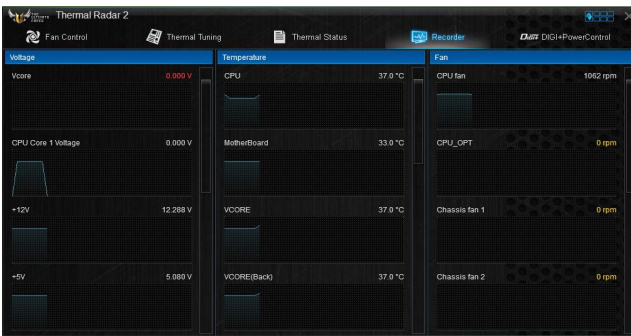 THE ULTIMATE FORCE
Thermal Radar 2
Fan Control
Thermal Tuning
Thermal Status
Recorder
DIGI+PowerControl
Voltage
Temperature
Fan
Vcore 0.000 V
CPU 37.0 °C
CPU fan 1062 rpm
CPU Core 1 Voltage 0.000 V
MotherBoard 33.0 °C
CPU_OPT 0 rpm
+12V 12.288 V
VCORE 37.0 °C
Chassis fan 1 0 rpm
+5V 5.080 V
VCORE(Back) 37.0 °C
Chassis fan 2 0 rpm